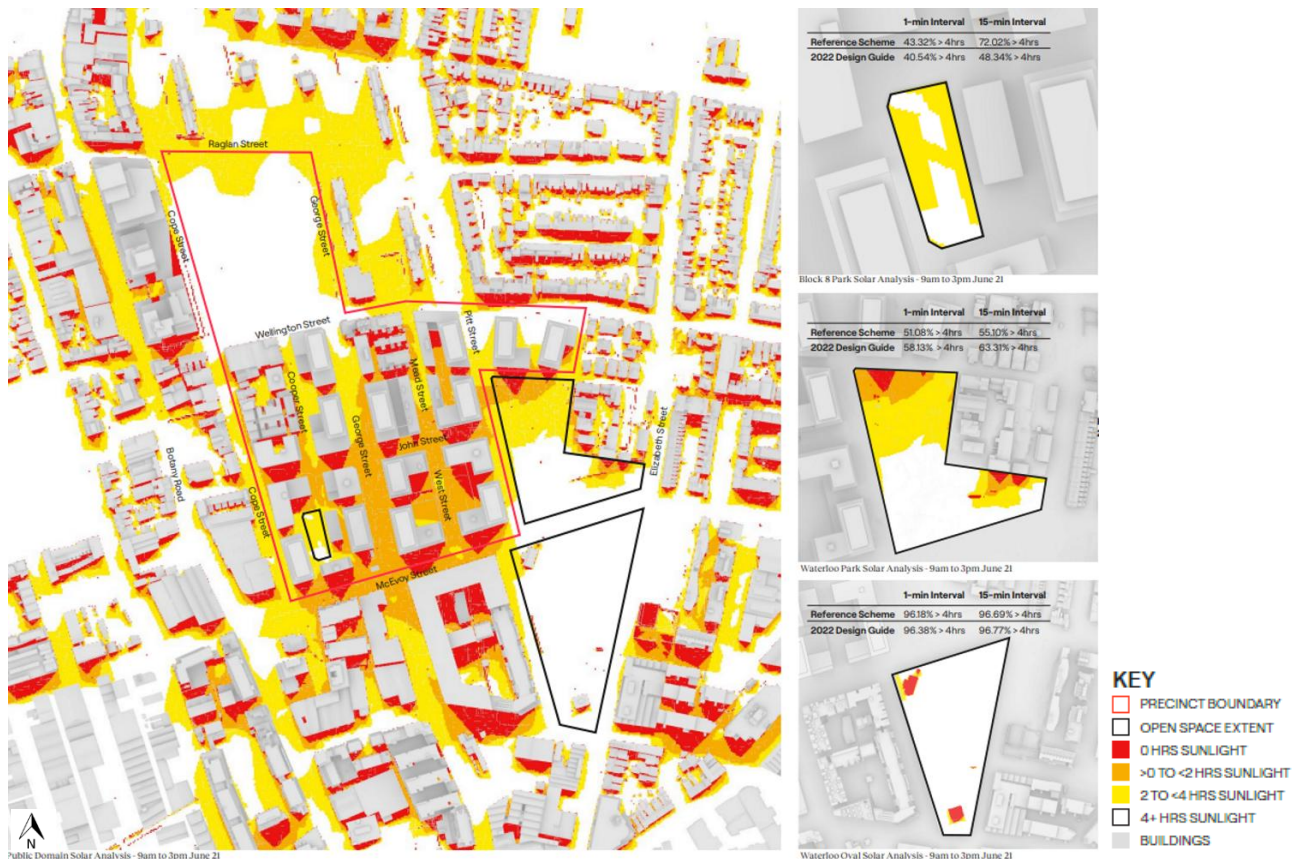 Raglan Street
Cope Street
George Street
Wellington Street
Pitt Street
Mead Street
Cooper Street
George Street
John Street
West Street
Elizabeth Street
Botany Road
Cope Street
McEvoy Street
N
Public Domain Solar Analysis - 9am to 3pm June 21
1-min Interval 15-min Interval
Reference Scheme 43.32% > 4hrs 72.02% > 4hrs
2022 Design Guide 40.54% > 4hrs 48.34% > 4hrs
Block 8 Park Solar Analysis - 9am to 3pm June 21
1-min Interval 15-min Interval
Reference Scheme 51.08% > 4hrs 55.10% > 4hrs
2022 Design Guide 58.13% > 4hrs 63.31% > 4hrs
Waterloo Park Solar Analysis - 9am to 3pm June 21
1-min Interval 15-min Interval
Reference Scheme 96.18% > 4hrs 96.69% > 4hrs
2022 Design Guide 96.38% > 4hrs 96.77% > 4hrs
Waterloo Oval Solar Analysis - 9am to 3pm June 21
KEY
PRECINCT BOUNDARY
OPEN SPACE EXTENT
0 HRS SUNLIGHT
>0 TO <2 HRS SUNLIGHT
2 TO <4 HRS SUNLIGHT
4+ HRS SUNLIGHT
BUILDINGS